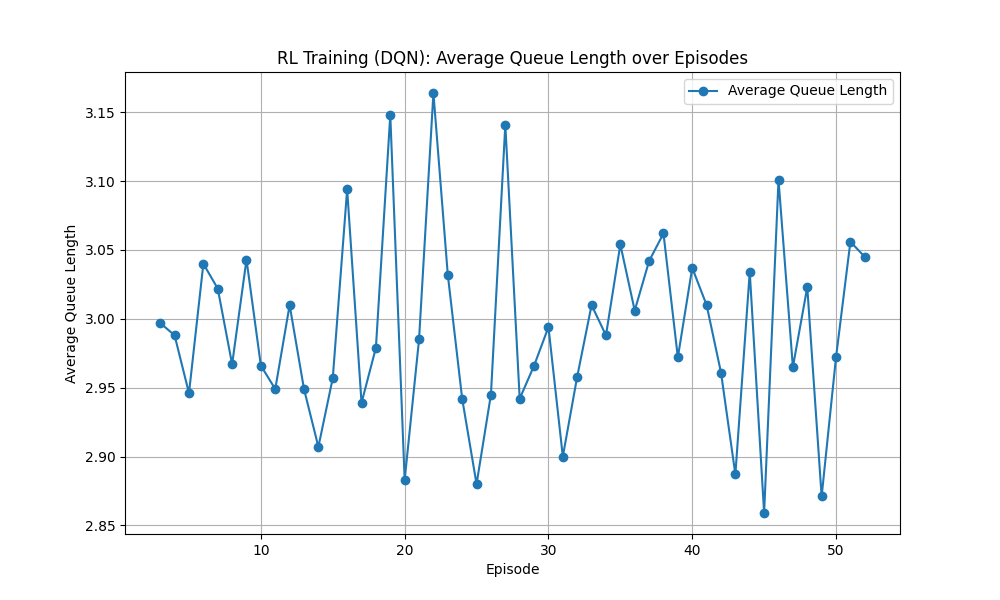 RL Training (DQN): Average Queue Length over Episodes
Average Queue Length
3.15
3.10
3.05
3.00
2.95
2.90
2.85
Average Queue Length
10 20 30 40 50
Episode